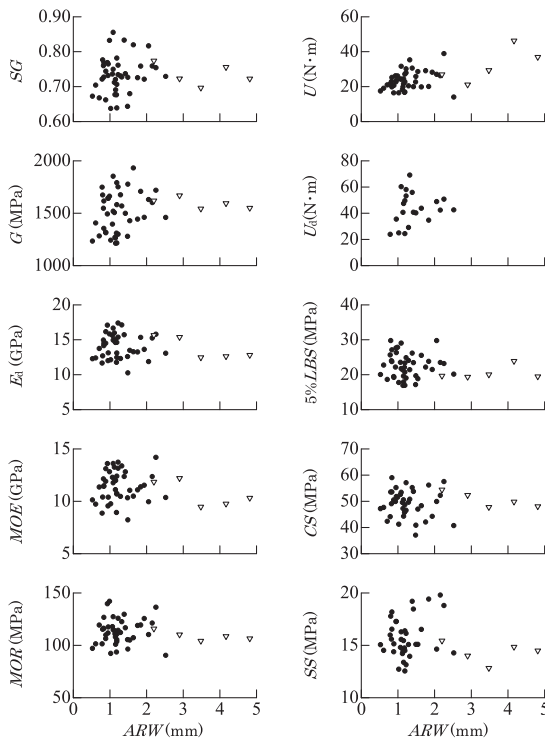 0.90
0.80
0.70
0.60
SG
60
40
20
0
U (N·m)
2000
1500
1000
G (MPa)
80
60
40
20
0
Ud(N·m)
20
15
10
5
Ed (GPa)
40
30
20
10
5%LBS (MPa)
15
10
5
MOE (GPa)
70
60
50
40
30
CS (MPa)
150
100
50
MOR (MPa)
20
15
10
SS (MPa)
0 1 2 3 4 5
ARW (mm)
0 1 2 3 4 5
ARW (mm)